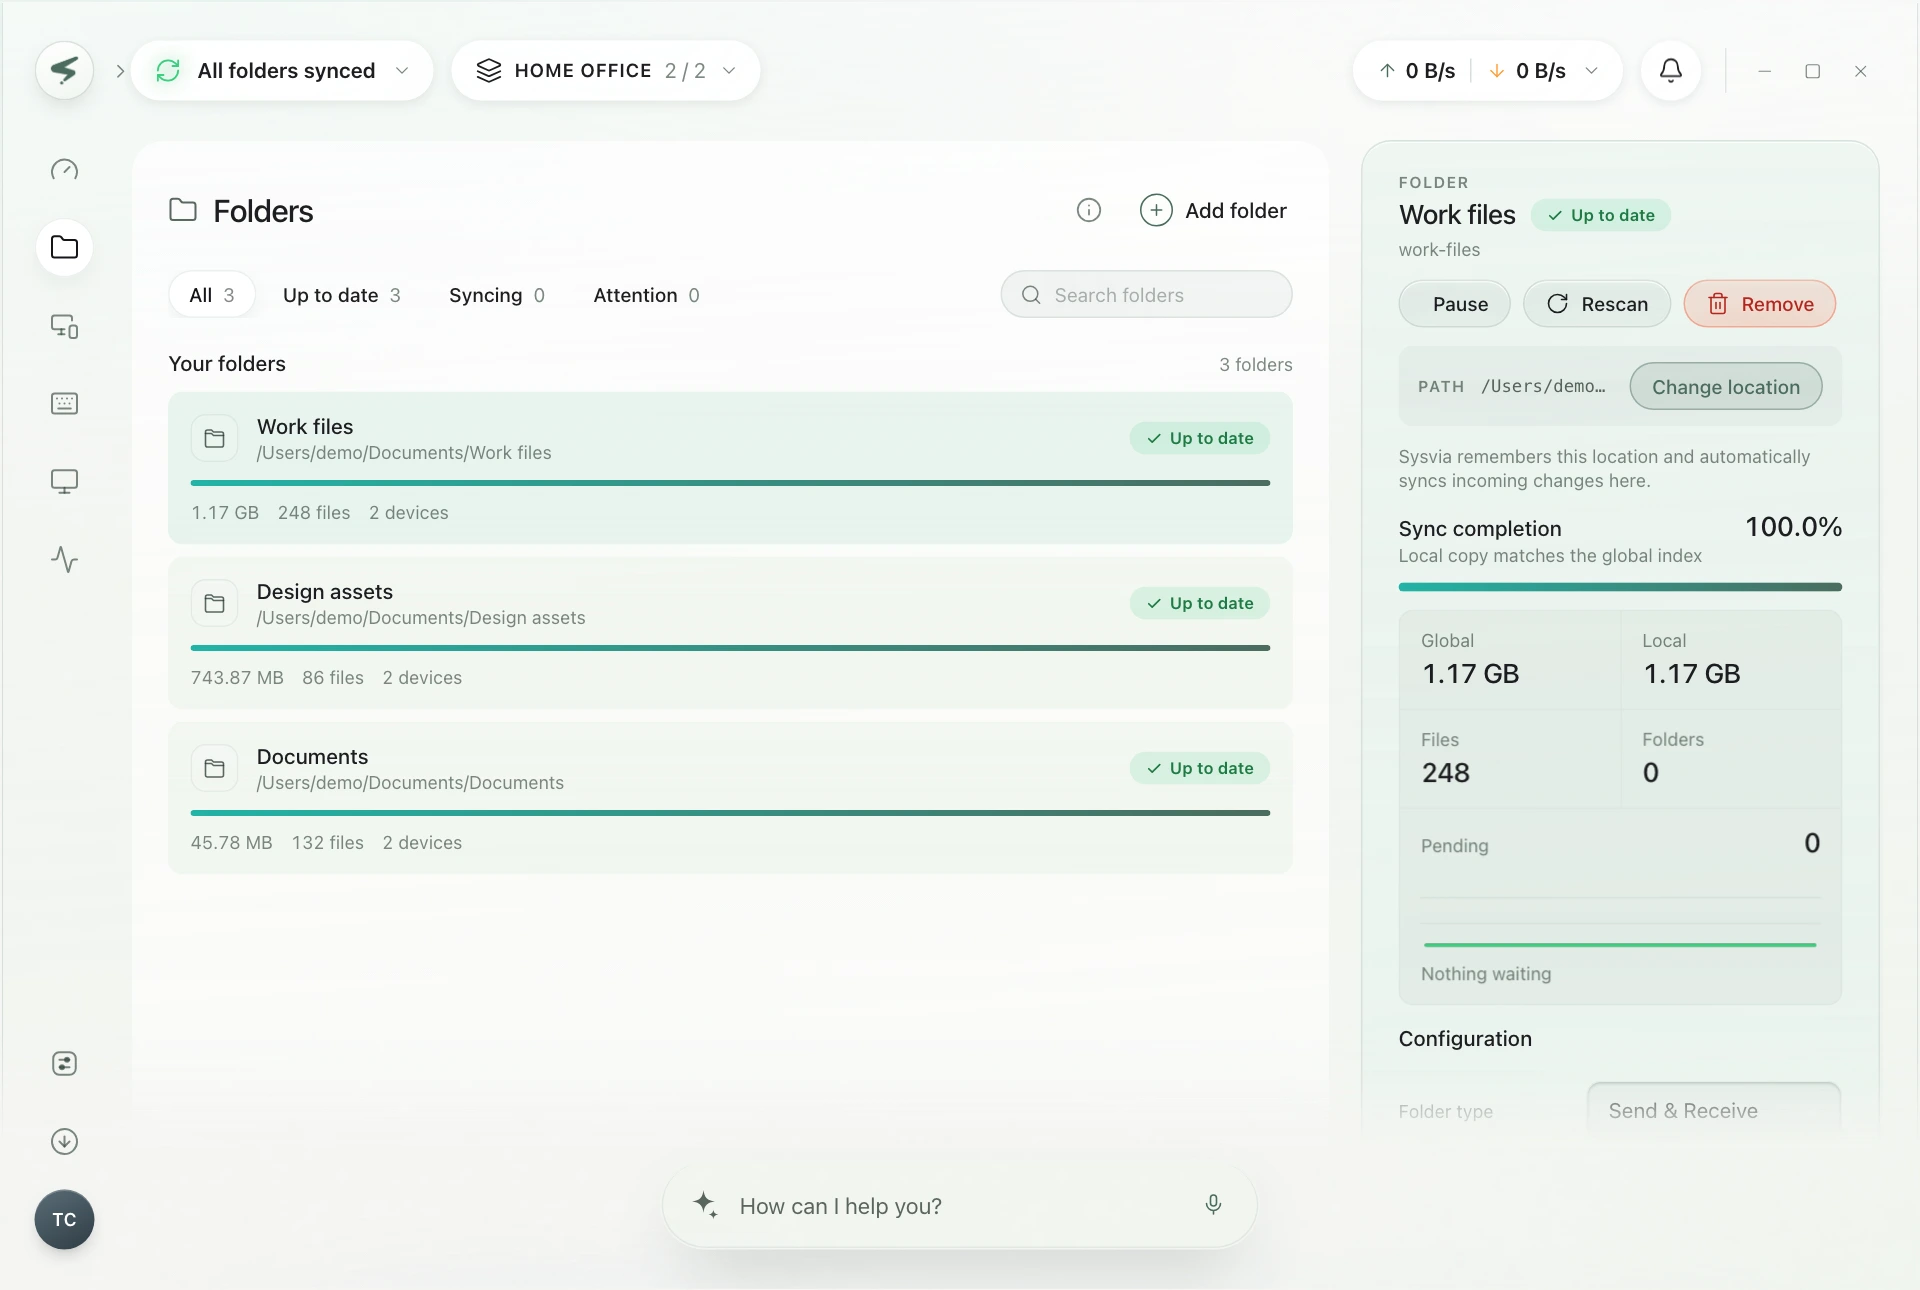 All folders synced
HOME OFFICE 2 / 2
0 B/s
0 B/s
Folders
Add folder
All 3
Up to date 3
Syncing 0
Attention 0
Search folders
Your folders
3 folders
Work files
/Users/demo/Documents/Work files
Up to date
1.17 GB 248 files 2 devices
Design assets
/Users/demo/Documents/Design assets
Up to date
743.87 MB 86 files 2 devices
Documents
/Users/demo/Documents/Documents
Up to date
45.78 MB 132 files 2 devices
FOLDER
Work files
Up to date
work-files
Pause
Rescan
Remove
PATH /Users/demo…
Change location
Sysvia remembers this location and automatically
syncs incoming changes here.
Sync completion 100.0%
Local copy matches the global index
Global
1.17 GB
Local
1.17 GB
Files
248
Folders
0
Pending 0
Nothing waiting
Configuration
Folder type Send & Receive
How can I help you?
TC